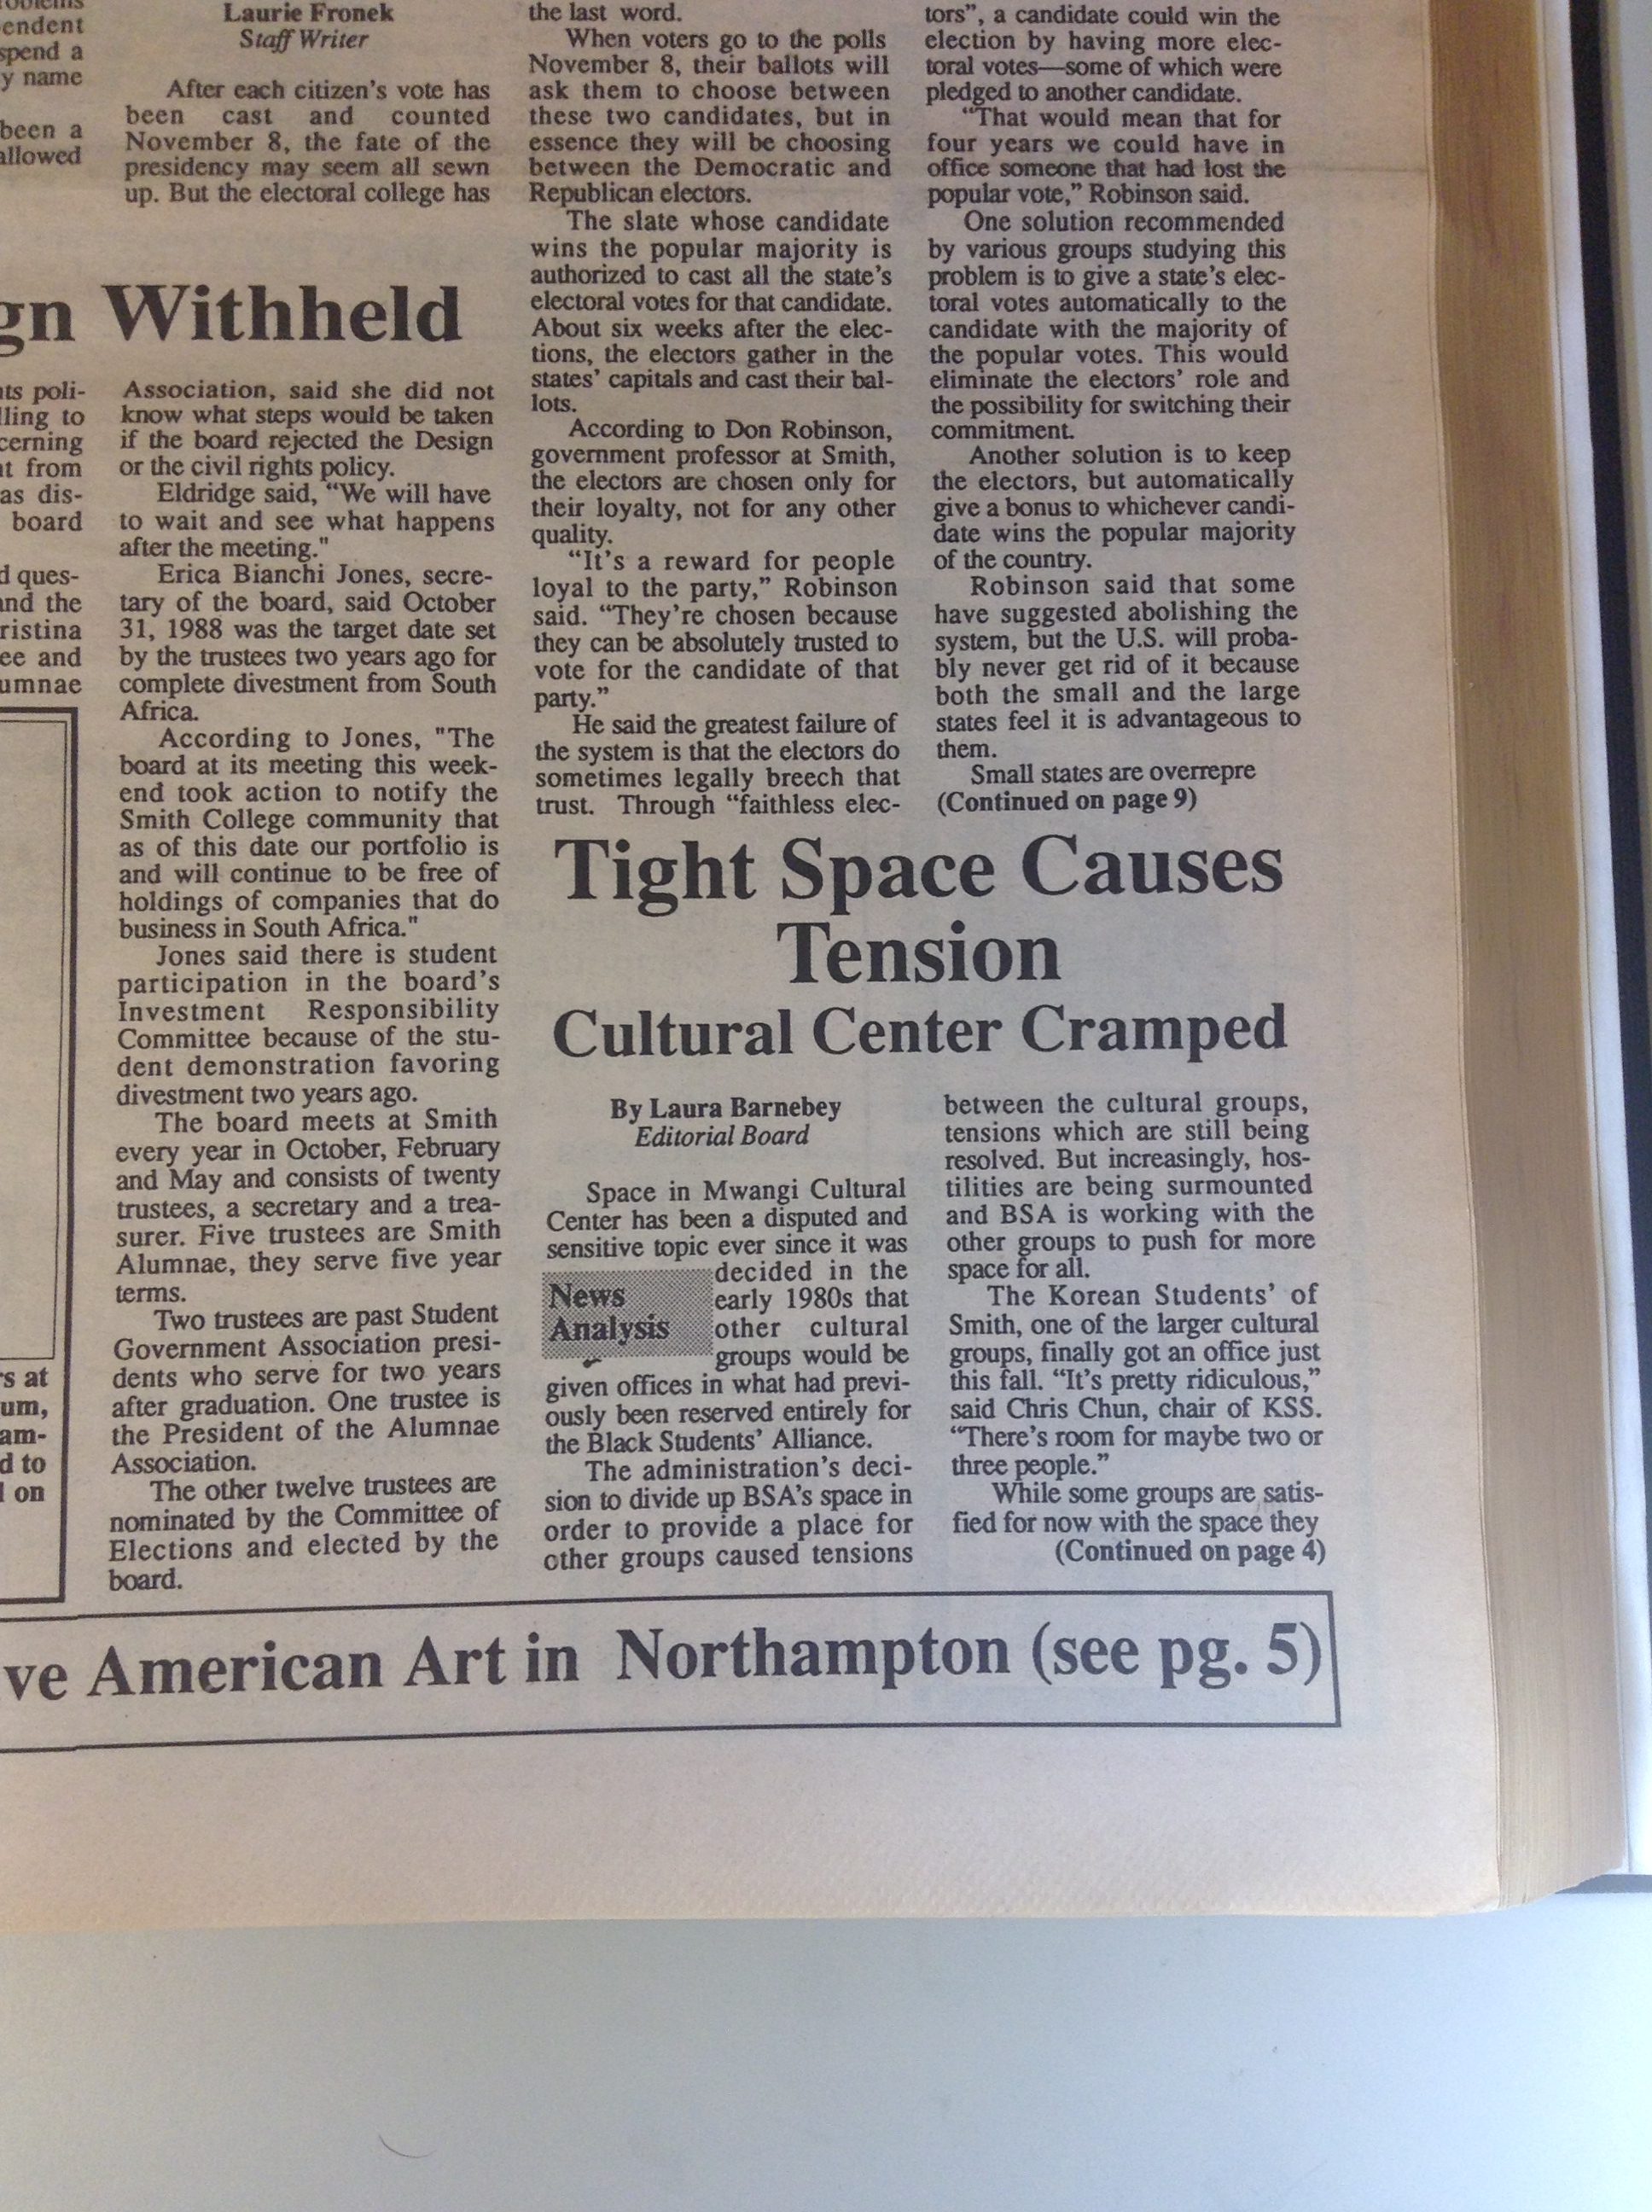 endent
spend a
y name
been a
allowed
Laurie Fronek
Staff Writer
After each citizen's vote has
been cast and counted
November 8, the fate of the
presidency may seem all sewn
up. But the electoral college has
the last word.
When voters go to the polls
November 8, their ballots will
ask them to choose between
these two candidates, but in
essence they will be choosing
between the Democratic and
Republican electors.
The slate whose candidate
wins the popular majority is
authorized to cast all the state's
electoral votes for that candidate.
About six weeks after the elec-
tions, the electors gather in the
states' capitals and cast their bal-
lots.
According to Don Robinson,
government professor at Smith,
the electors are chosen only for
their loyalty, not for any other
quality.
“It's a reward for people
loyal to the party,” Robinson
said. “They're chosen because
they can be absolutely trusted to
vote for the candidate of that
party.”
He said the greatest failure of
the system is that the electors do
sometimes legally breech that
trust. Through “faithless elec-
tors”, a candidate could win the
election by having more elec-
toral votes—some of which were
pledged to another candidate.
“That would mean that for
four years we could have in
office someone that had lost the
popular vote,” Robinson said.
One solution recommended
by various groups studying this
problem is to give a state's elec-
toral votes automatically to the
candidate with the majority of
the popular votes. This would
eliminate the electors' role and
the possibility for switching their
commitment.
Another solution is to keep
the electors, but automatically
give a bonus to whichever candi-
date wins the popular majority
of the country.
Robinson said that some
have suggested abolishing the
system, but the U.S. will proba-
bly never get rid of it because
both the small and the large
states feel it is advantageous to
them.
Small states are overrepre
(Continued on page 9)
gn Withheld
nts poli-
lling to
cerning
nt from
as dis-
board
d ques-
and the
ristina
ee and
umnae
Association, said she did not
know what steps would be taken
if the board rejected the Design
or the civil rights policy.
Eldridge said, “We will have
to wait and see what happens
after the meeting."
Erica Bianchi Jones, secre-
tary of the board, said October
31, 1988 was the target date set
by the trustees two years ago for
complete divestment from South
Africa.
According to Jones, "The
board at its meeting this week-
end took action to notify the
Smith College community that
as of this date our portfolio is
and will continue to be free of
holdings of companies that do
business in South Africa."
Jones said there is student
participation in the board's
Investment Responsibility
Committee because of the stu-
dent demonstration favoring
divestment two years ago.
The board meets at Smith
every year in October, February
and May and consists of twenty
trustees, a secretary and a trea-
surer. Five trustees are Smith
Alumnae, they serve five year
terms.
Two trustees are past Student
Government Association presi-
dents who serve for two years
after graduation. One trustee is
the President of the Alumnae
Association.
The other twelve trustees are
nominated by the Committee of
Elections and elected by the
board.
rs at
um,
am-
d to
l on
Tight Space Causes
Tension
Cultural Center Cramped
By Laura Barnebey
Editorial Board
Space in Mwangi Cultural
Center has been a disputed and
sensitive topic ever since it was
News
Analysis
decided in the
early 1980s that
other cultural
groups would be
given offices in what had previ-
ously been reserved entirely for
the Black Students' Alliance.
The administration's deci-
sion to divide up BSA's space in
order to provide a place for
other groups caused tensions
between the cultural groups,
tensions which are still being
resolved. But increasingly, hos-
tilities are being surmounted
and BSA is working with the
other groups to push for more
space for all.
The Korean Students' of
Smith, one of the larger cultural
groups, finally got an office just
this fall. “It's pretty ridiculous,”
said Chris Chun, chair of KSS.
“There's room for maybe two or
three people.”
While some groups are satis-
fied for now with the space they
(Continued on page 4)
ve American Art in Northampton (see pg. 5)